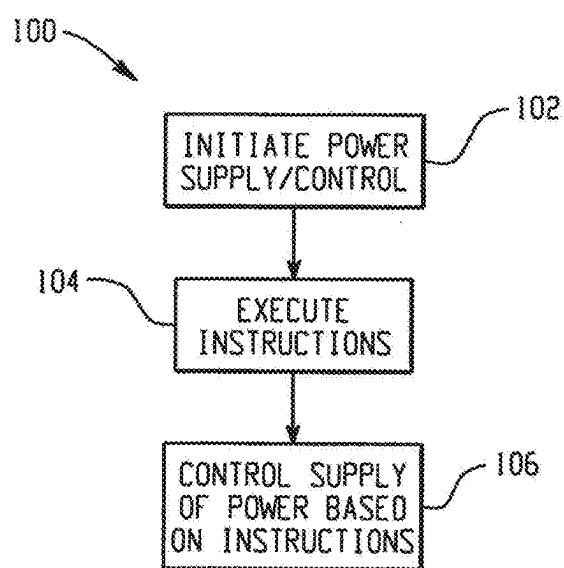 100
102
INITIATE POWER
SUPPLY/CONTROL
104
EXECUTE
INSTRUCTIONS
106
CONTROL SUPPLY
OF POWER BASED
ON INSTRUCTIONS